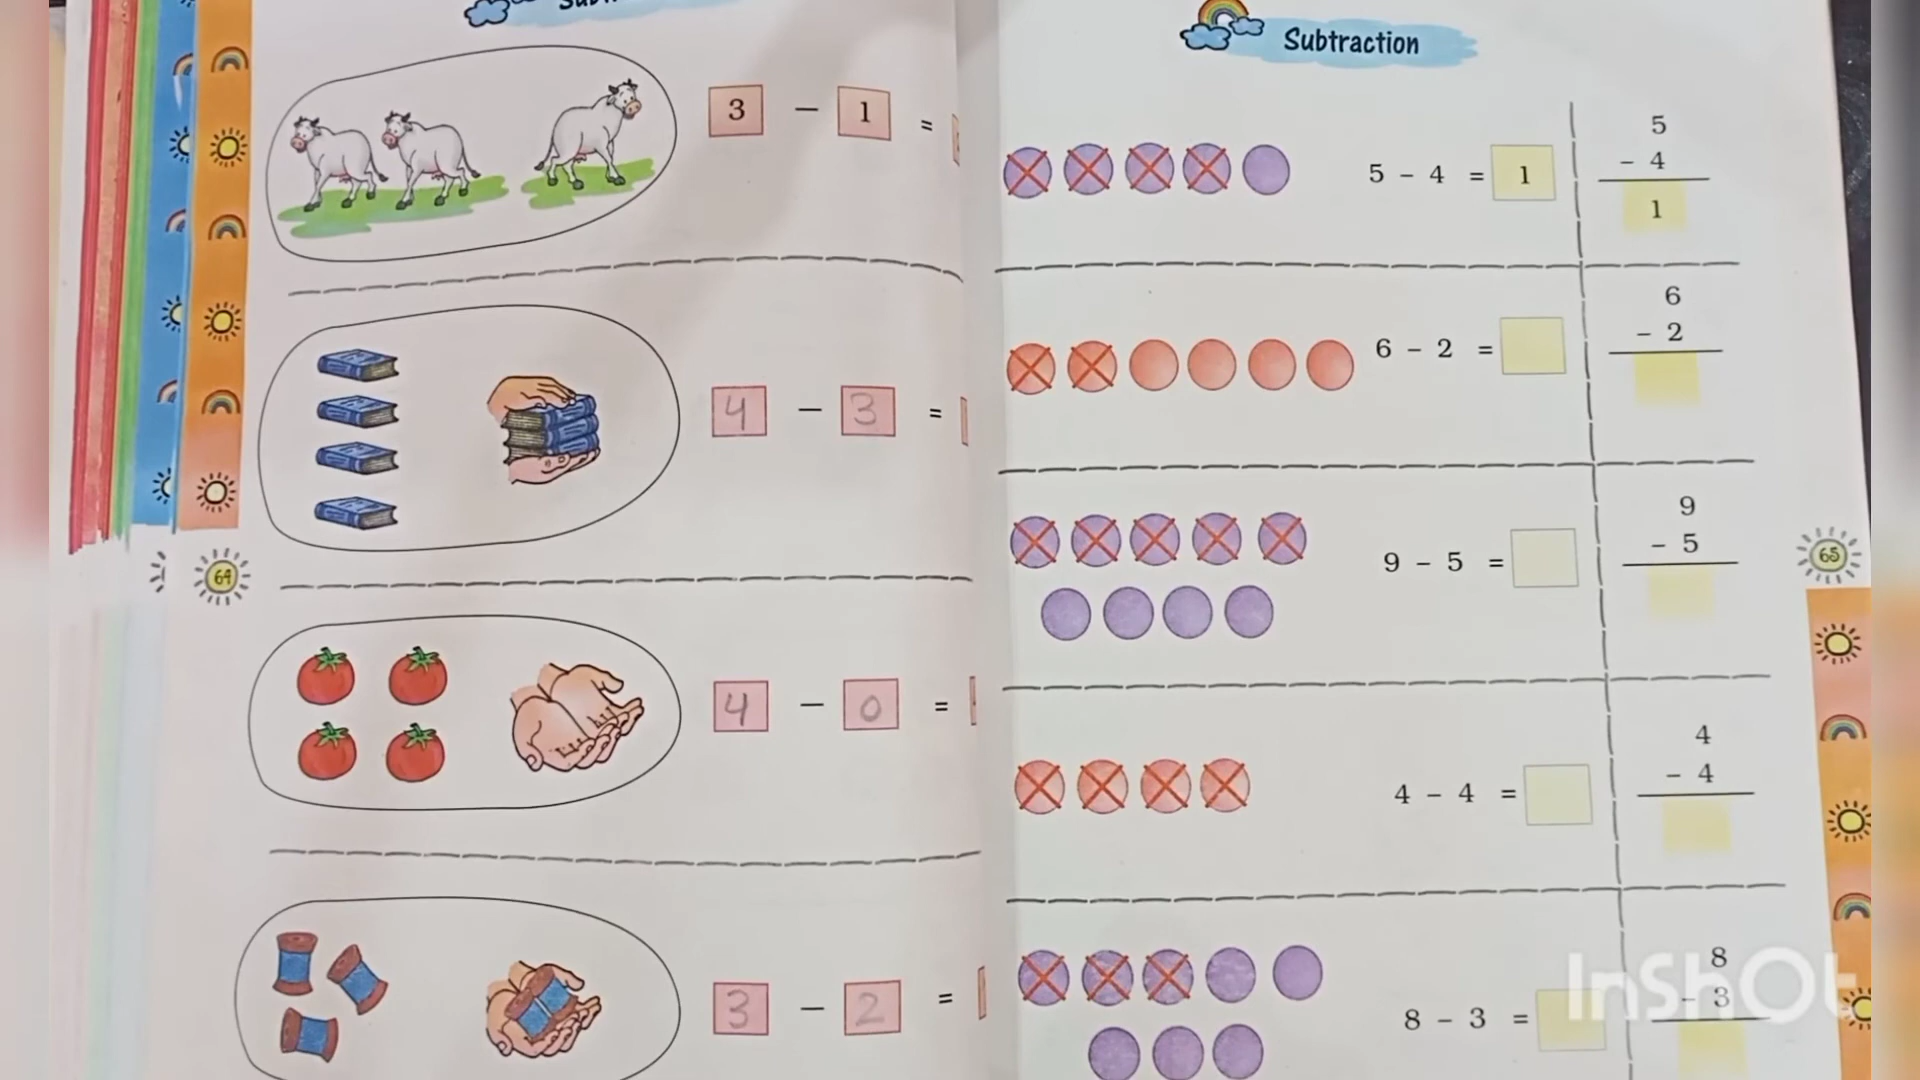 3 - 1 =
4 - 3 =
64
4 - 0 =
3 - 2 =
Subtraction
5 - 4 = 1
5
- 4
1
6 - 2 =
6
- 2
9 - 5 =
9
- 5
65
4 - 4 =
4
- 4
8 - 3 =
8
- 3
InShOt